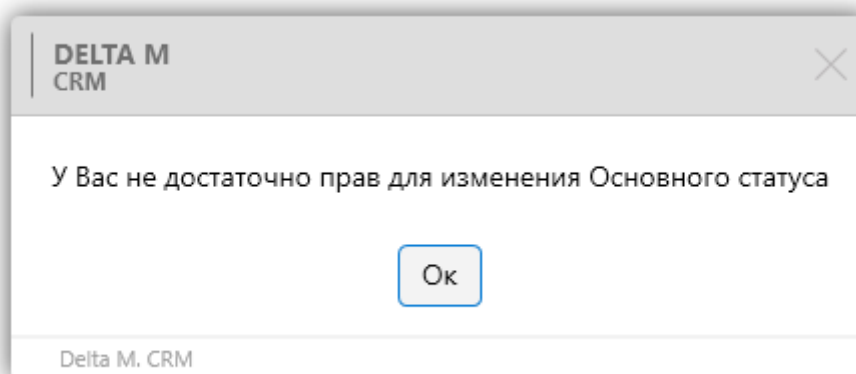 DELTA M
CRM
У Вас не достаточно прав для изменения Основного статуса
Ок
Delta M. CRM